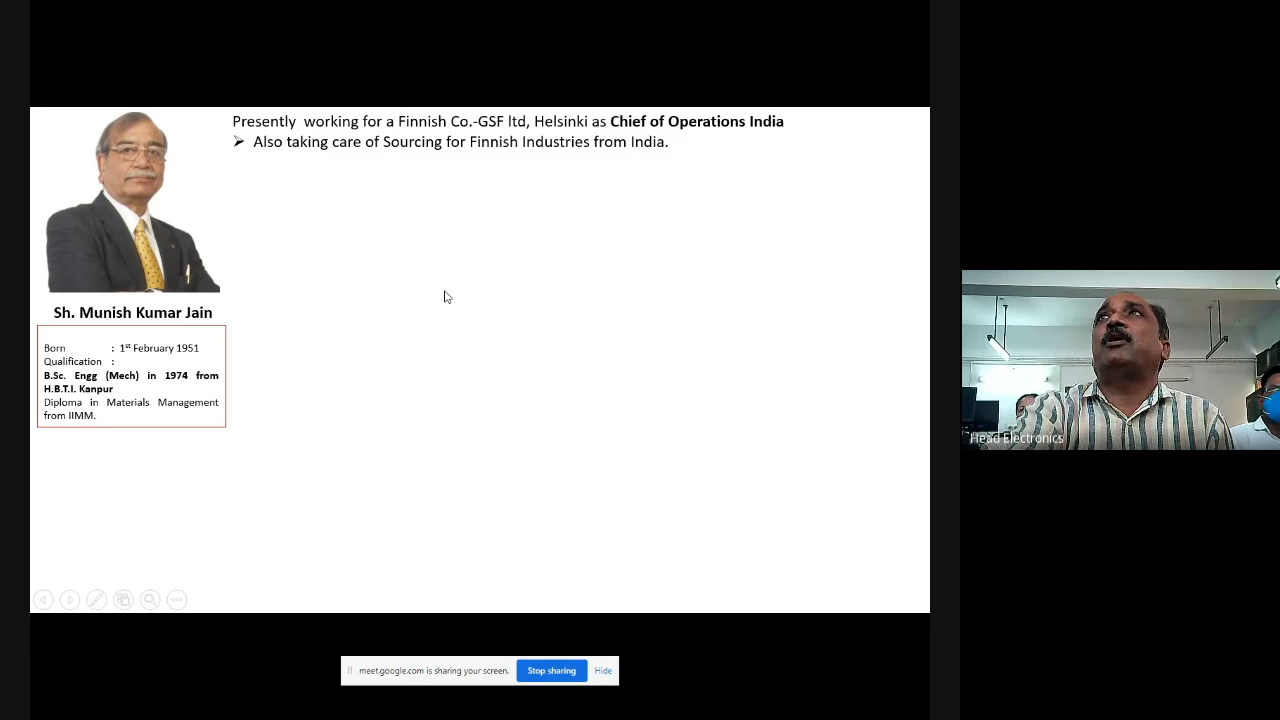 Presently working for a Finnish Co.-GSF ltd, Helsinki as Chief of Operations India
➢ Also taking care of Sourcing for Finnish Industries from India.
Sh. Munish Kumar Jain
Born : 1st February 1951
Qualification :
B.Sc. Engg (Mech) in 1974 from
H.B.T.I. Kanpur
Diploma in Materials Management
from IIMM.
Head Electronics
meet.google.com is sharing your screen.
Stop sharing
Hide